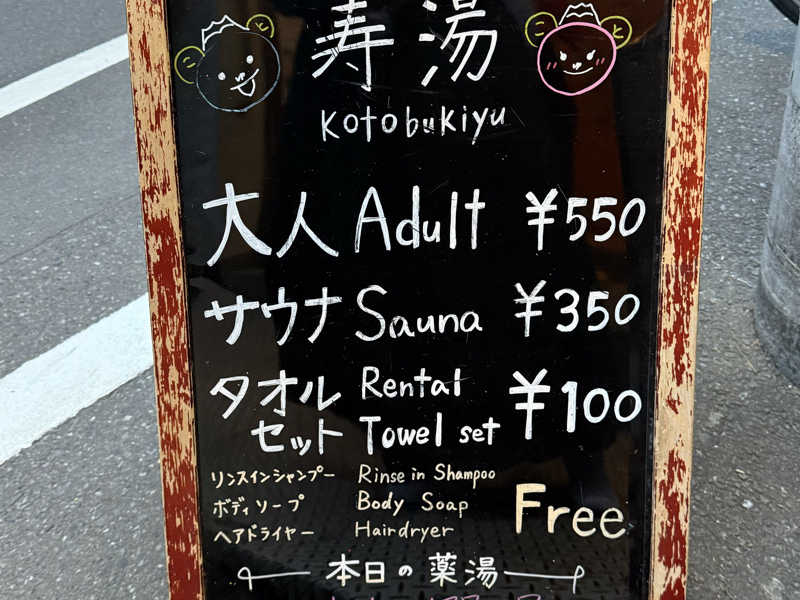 寿湯
Kotobukiyu
大人 Adult ¥550
サウナ Sauna ¥350
タオル Rental ¥100
セット Towel set
リンスインシャンプー Rinse in Shampoo
ボディソープ Body Soap Free
ヘアドライヤー Hairdryer
本日の薬湯